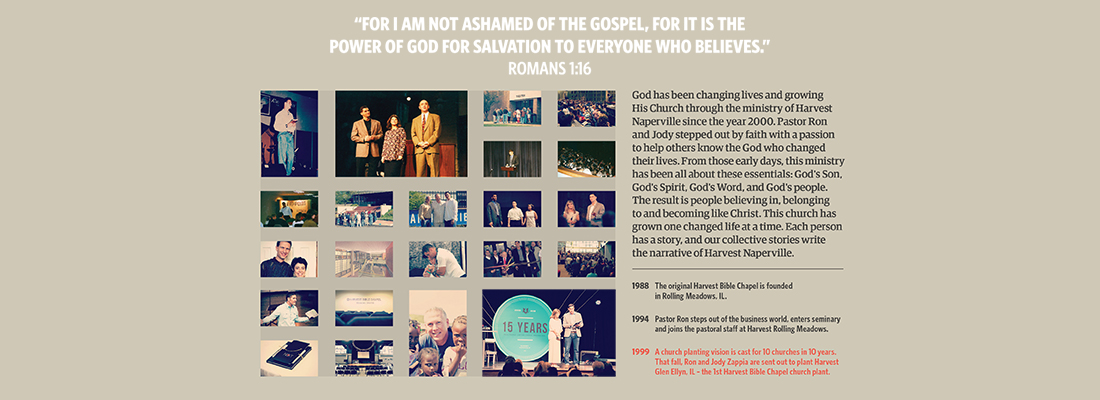 “FOR I AM NOT ASHAMED OF THE GOSPEL, FOR IT IS THE
POWER OF GOD FOR SALVATION TO EVERYONE WHO BELIEVES.”
ROMANS 1:16
God has been changing lives and growing
His Church through the ministry of Harvest
Naperville since the year 2000. Pastor Ron
and Jody stepped out by faith with a passion
to help others know the God who changed
their lives. From those early days, this ministry
has been all about these essentials: God’s Son,
God’s Spirit, God’s Word, and God’s people.
The result is people believing in, belonging
to and becoming like Christ. This church has
grown one changed life at a time. Each person
has a story, and our collective stories write
the narrative of Harvest Naperville.
1988 The original Harvest Bible Chapel is founded
in Rolling Meadows, IL.
1994 Pastor Ron steps out of the business world, enters seminary
and joins the pastoral staff at Harvest Rolling Meadows.
1999 A church planting vision is cast for 10 churches in 10 years.
That fall, Ron and Jody Zappia are sent out to plant Harvest
Glen Ellyn, IL – the 1st Harvest Bible Chapel church plant.
15 YEARS